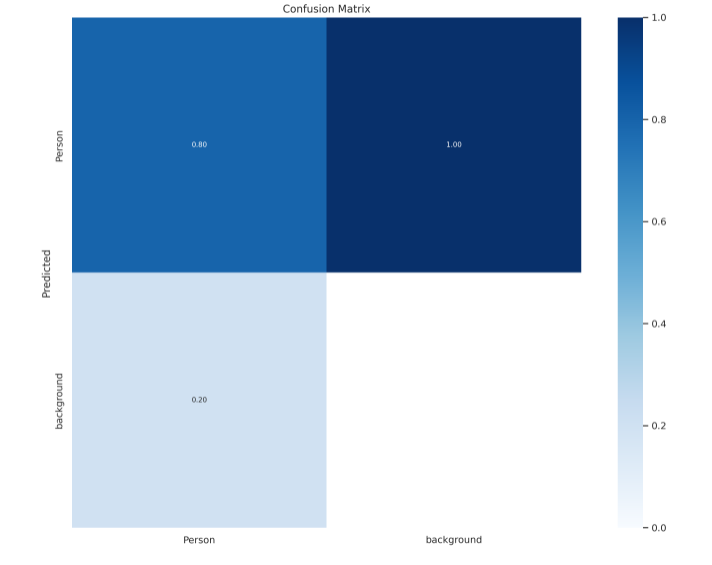 Confusion Matrix
Person
0.80
1.00
Predicted
background
0.20
Person
background
1.0
0.8
0.6
0.4
0.2
0.0